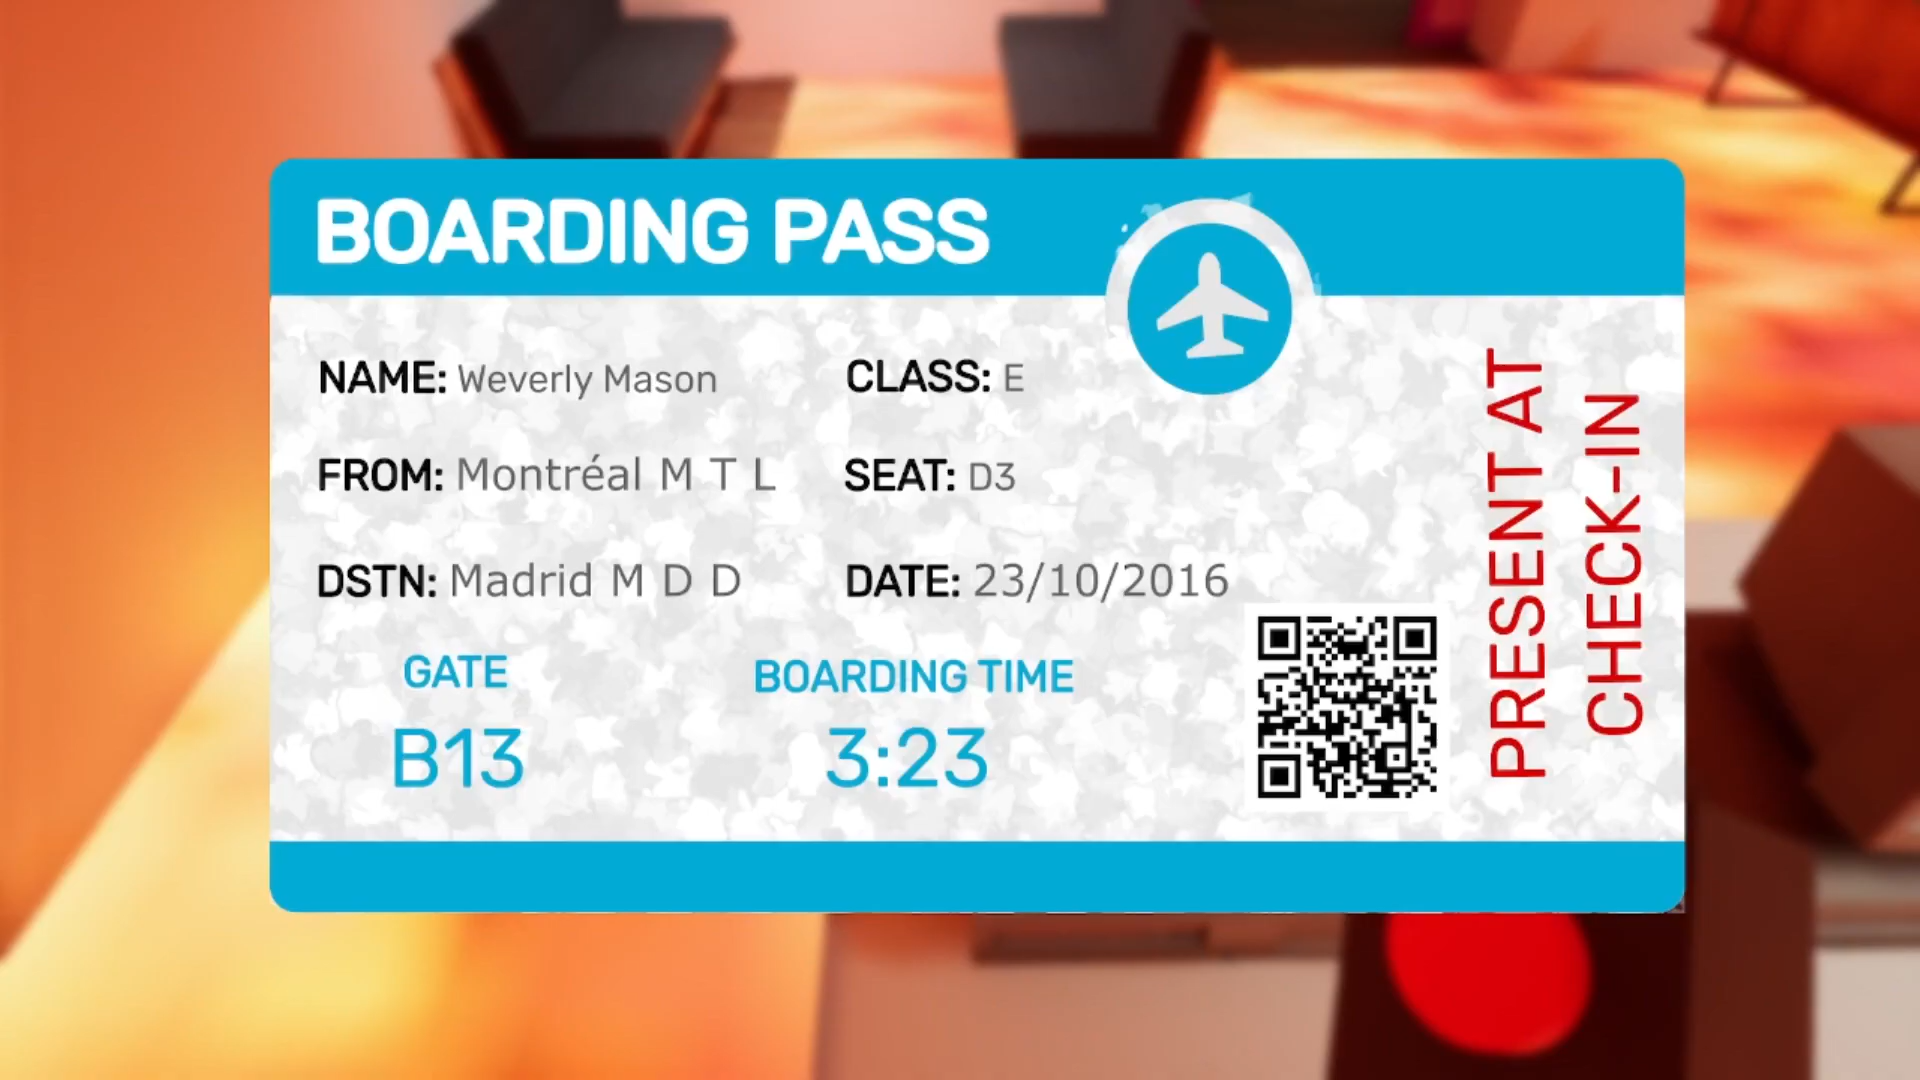 BOARDING PASS
NAME: Weverly Mason
CLASS: E
FROM: Montréal M T L
SEAT: D3
DSTN: Madrid M D D
DATE: 23/10/2016
GATE
B13
BOARDING TIME
3:23
PRESENT AT
CHECK-IN